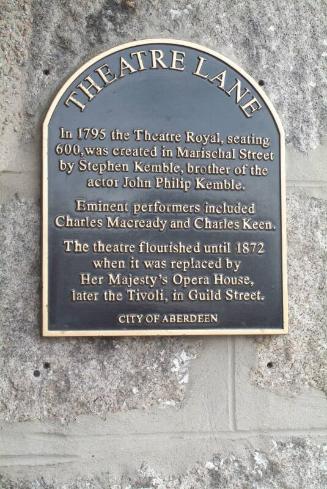 THEATRE LANE
In 1795 the Theatre Royal, seating
600,was created in Marischal Street
by Stephen Kemble, brother of the
actor John Philip Kemble.
Eminent performers included
Charles Macready and Charles Keen.
The theatre flourished until 1872
when it was replaced by
Her Majesty's Opera House,
later the Tivoli, in Guild Street.
CITY OF ABERDEEN